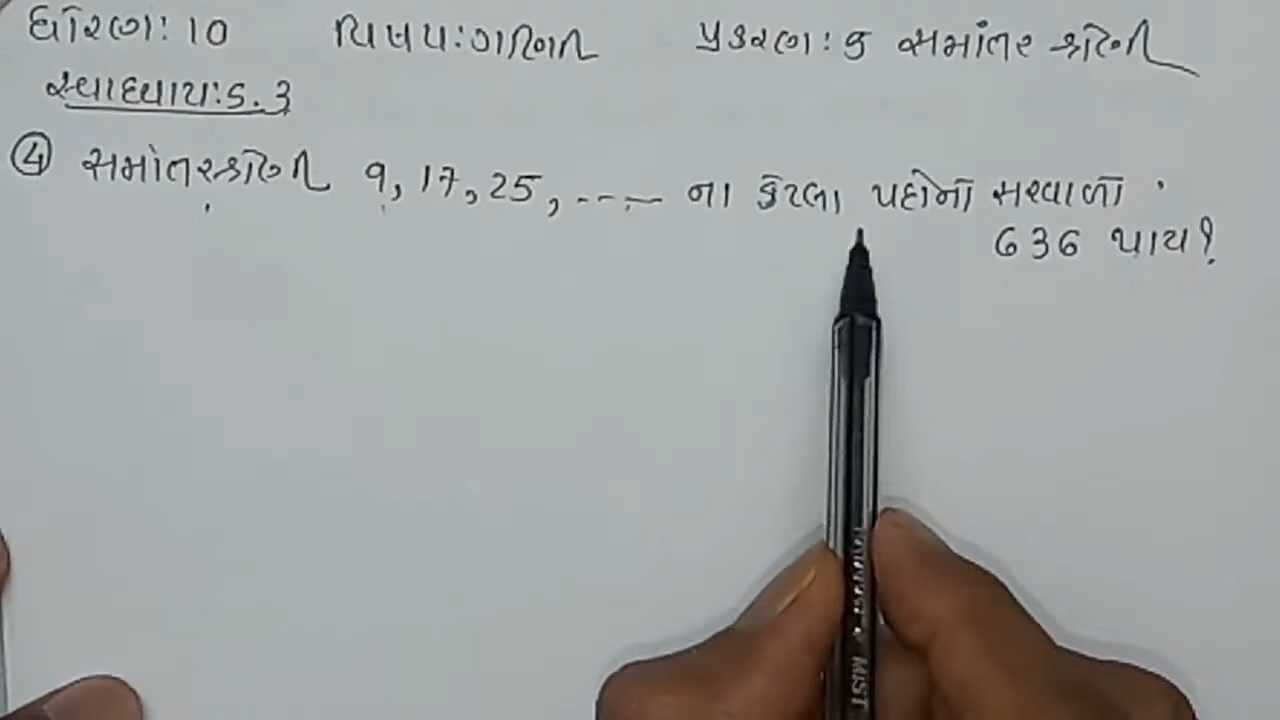 ધોરણ: 10 વિષય: ગણિત પ્રકરણ: 5 સમાંતર શ્રેણી
સ્વાધ્યાય: 5.3
④ સમાંતર શ્રેણી 9, 17, 25, ---- ના કેટલા પદોનો સરવાળો
636 થાય?